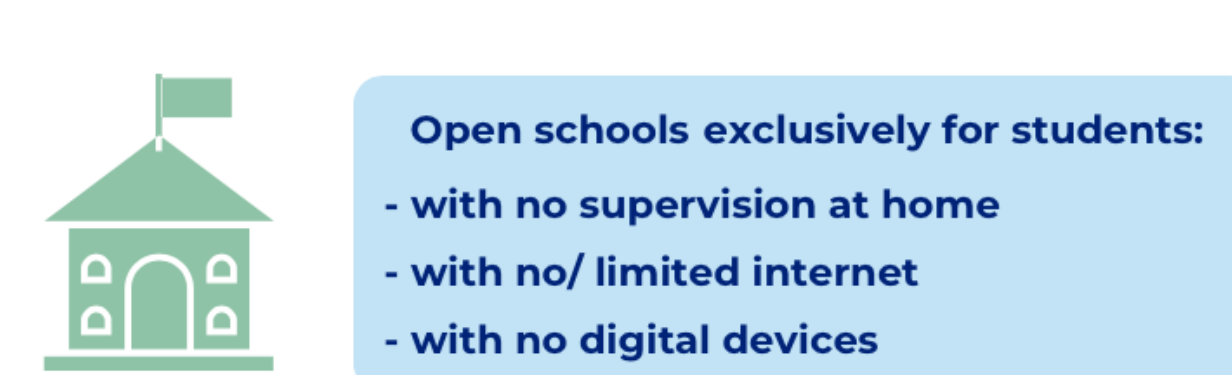 Open schools exclusively for students:
- with no supervision at home
- with no/ limited internet
- with no digital devices